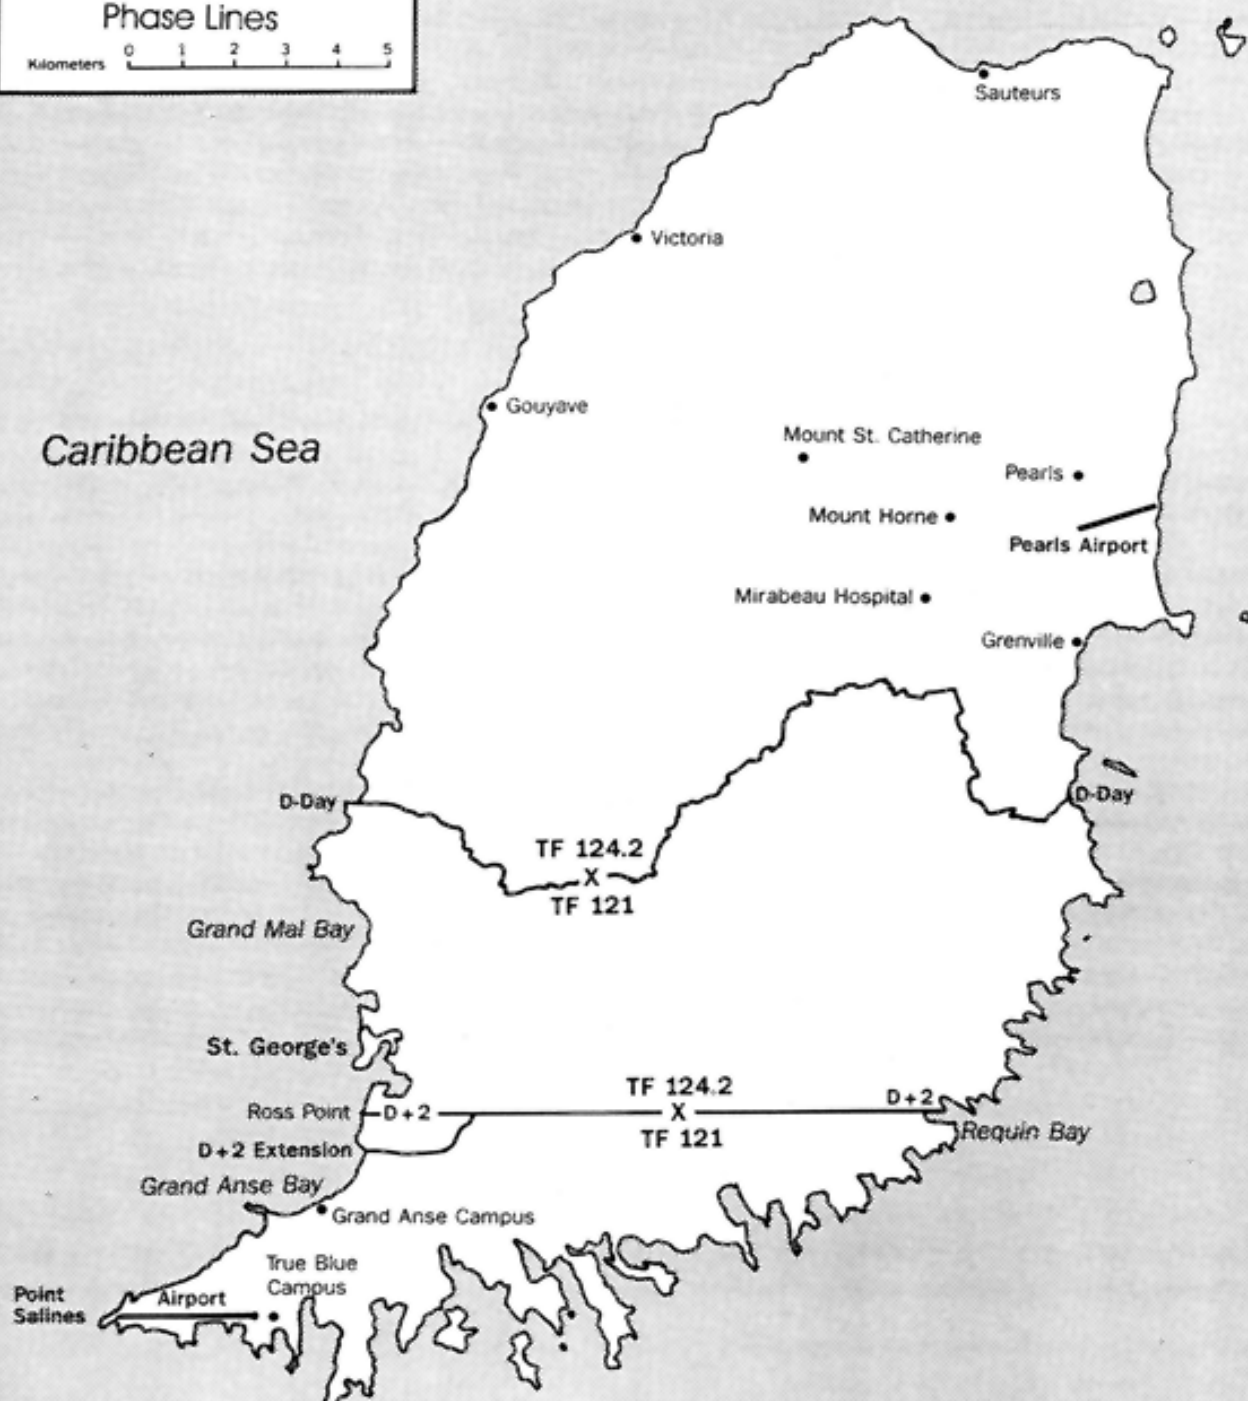 Phase Lines
0 1 2 3 4 5
Kilometers
Sauteurs
Victoria
Gouyave
Caribbean Sea
Mount St. Catherine
Pearls
Mount Horne
Pearls Airport
Mirabeau Hospital
Grenville
D-Day
D-Day
TF 124.2
X
TF 121
Grand Mal Bay
St. George's
TF 124.2
D+2
Ross Point
D+2
X
TF 121
Requin Bay
D+2 Extension
Grand Anse Bay
Grand Anse Campus
True Blue
Campus
Point
Salines
Airport